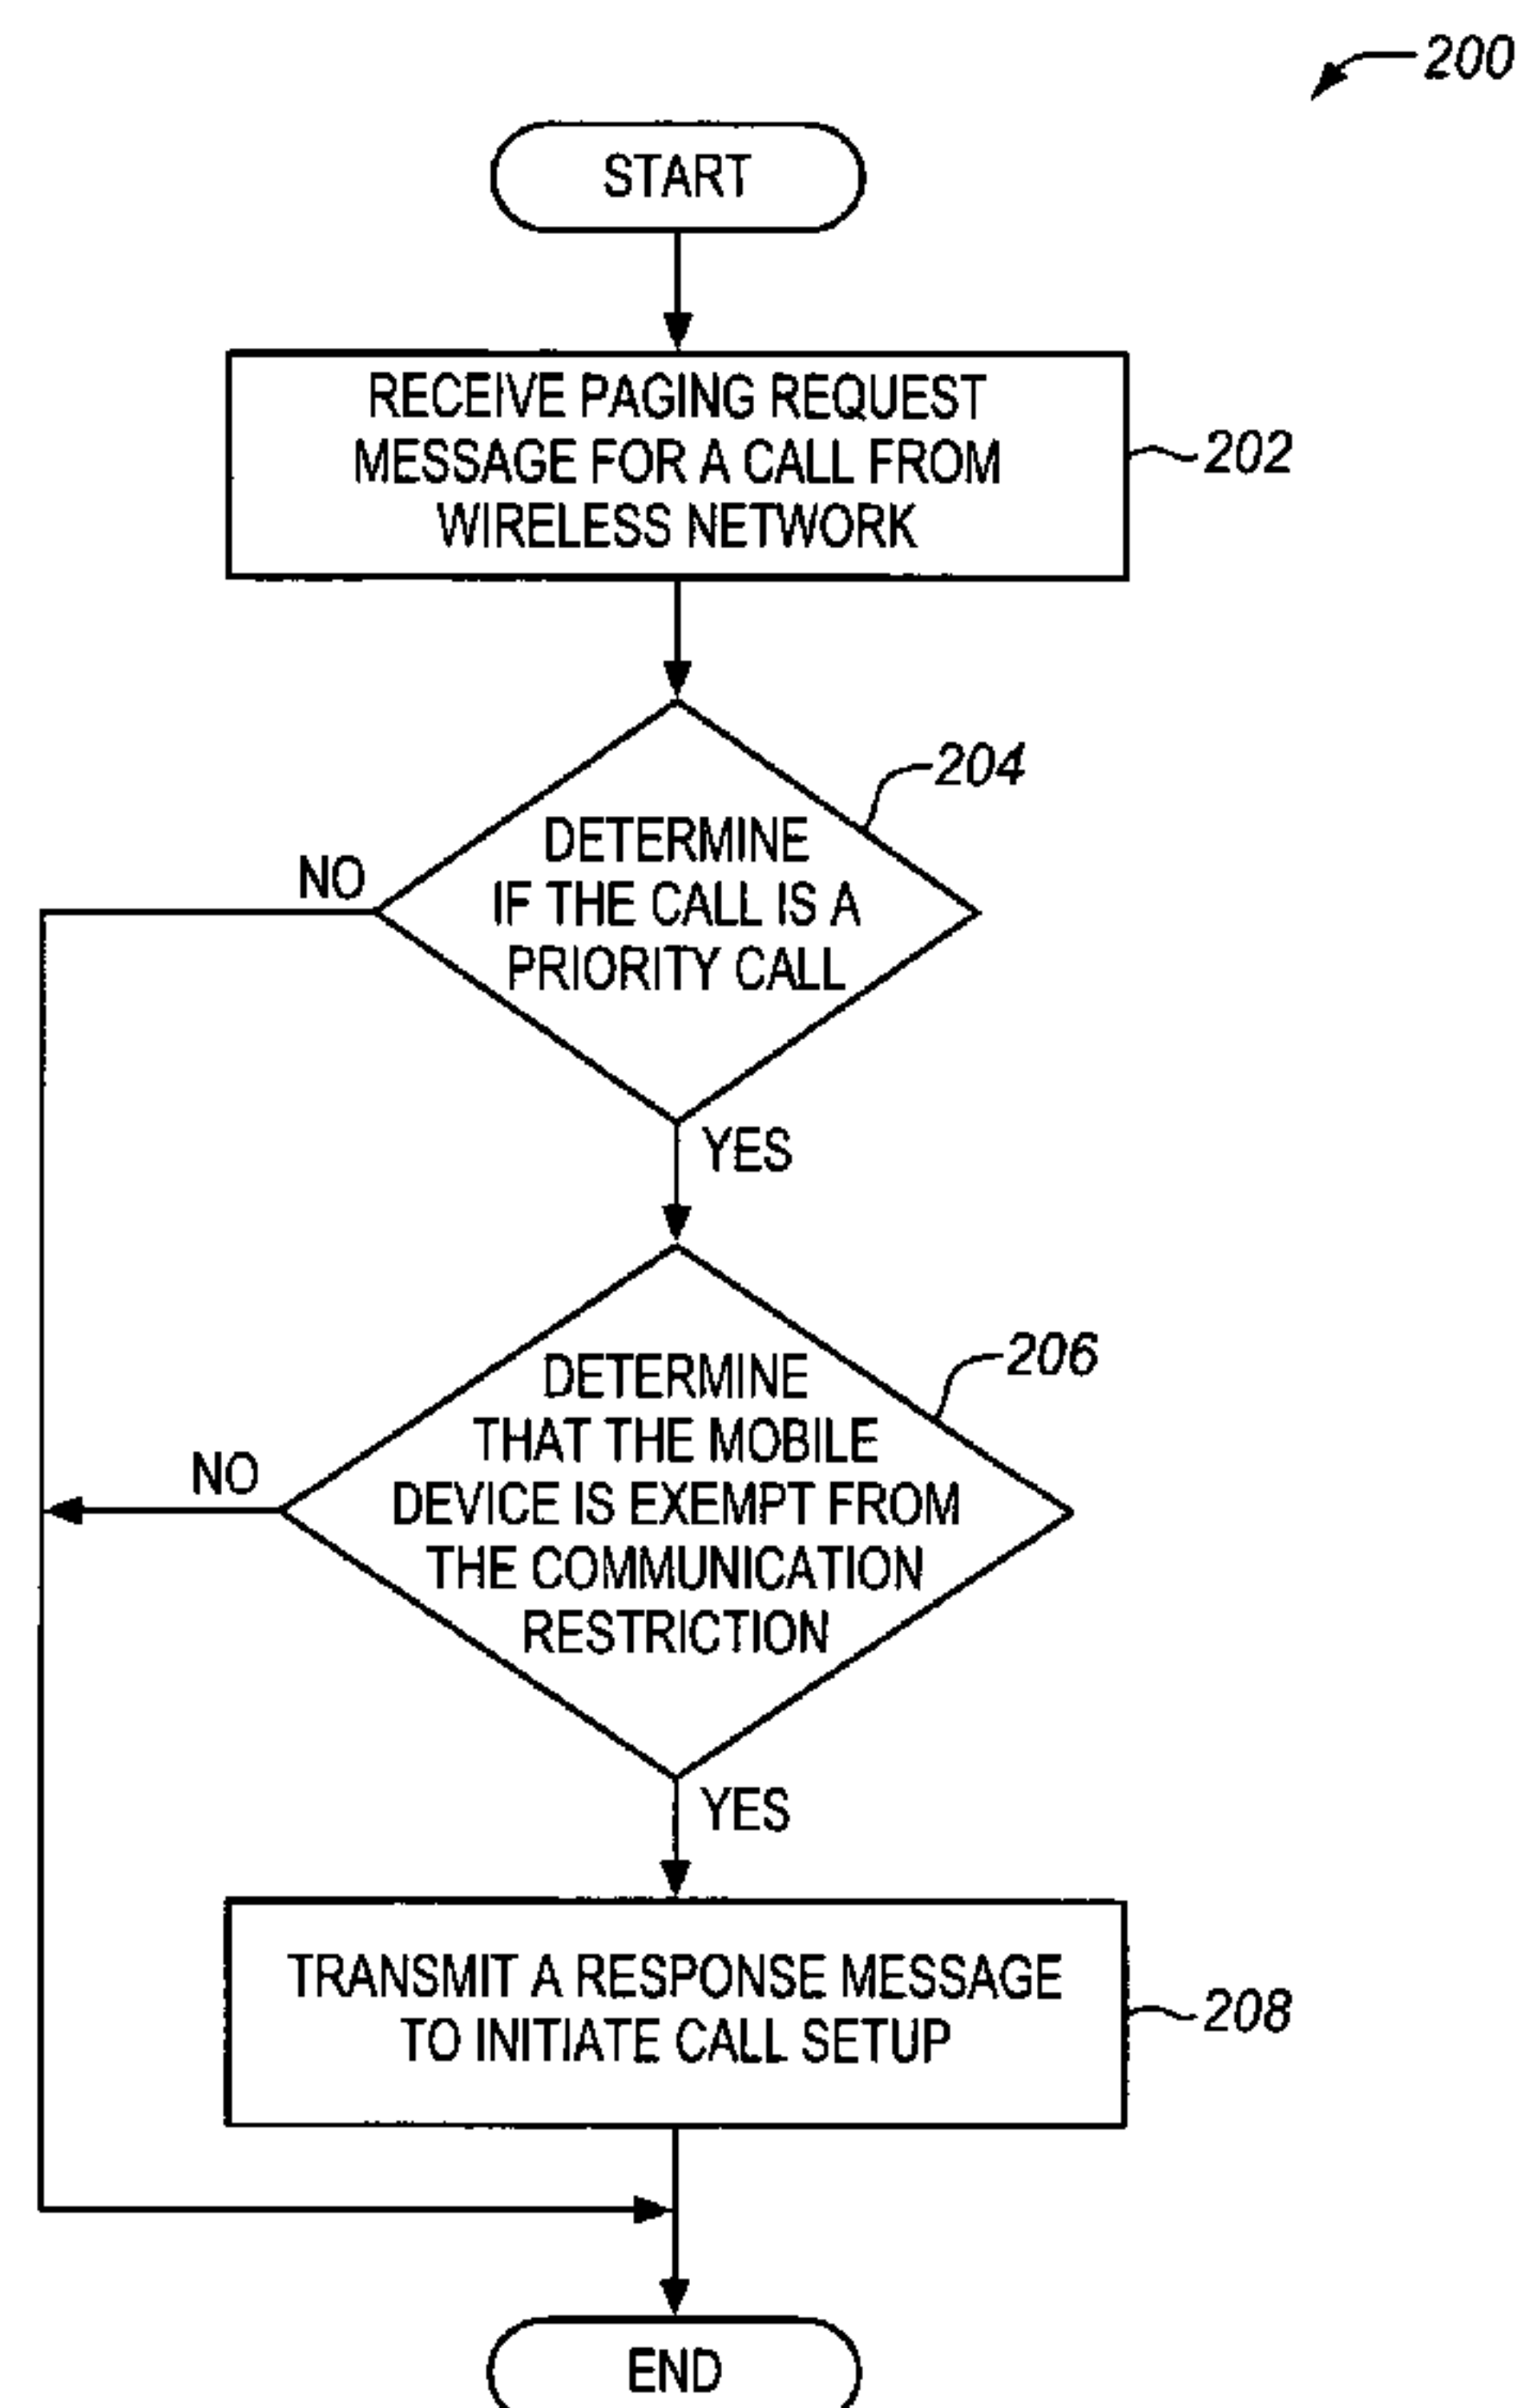 200
START
RECEIVE PAGING REQUEST
MESSAGE FOR A CALL FROM
WIRELESS NETWORK
202
204
DETERMINE
IF THE CALL IS A
PRIORITY CALL
NO
YES
206
DETERMINE
THAT THE MOBILE
DEVICE IS EXEMPT FROM
THE COMMUNICATION
RESTRICTION
NO
YES
TRANSMIT A RESPONSE MESSAGE
TO INITIATE CALL SETUP
208
END